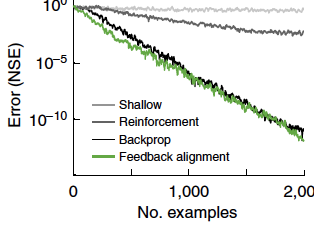 10⁰
10⁻⁵
10⁻¹⁰
Error (NSE)
Shallow
Reinforcement
Backprop
Feedback alignment
0 1,000 2,00
No. examples